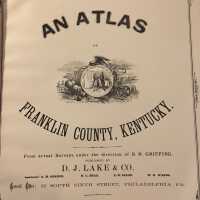 AN ATLAS
OF
FRANKLIN COUNTY, KENTUCKY.
From actual Surveys under the direction of B. N. GRIFFING.
PUBLISHED BY
D. J. LAKE & CO.
SOUTH SIXTH STREET, PHILADELPHIA, PA.